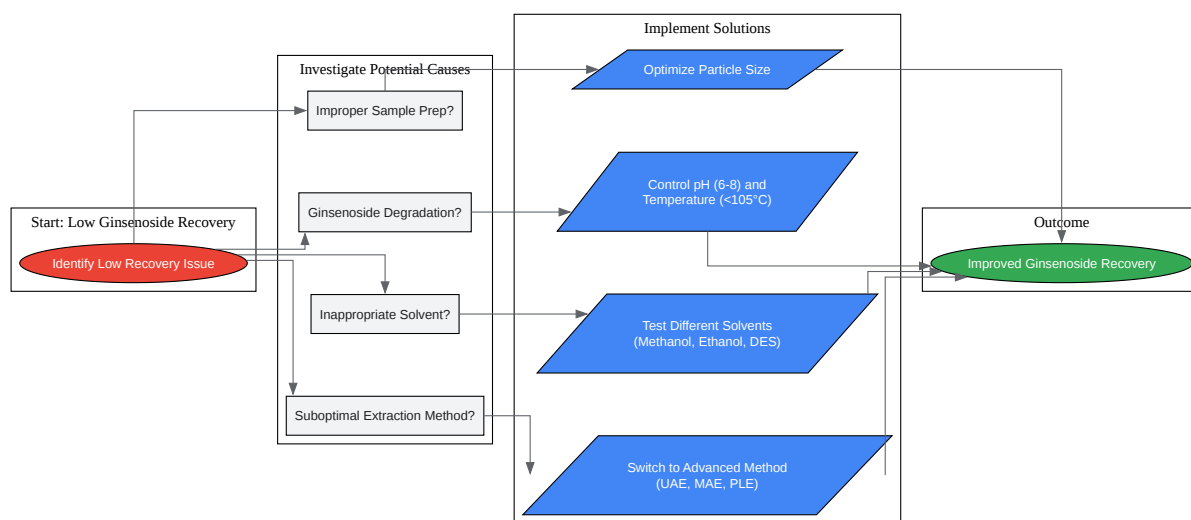 Start: Low Ginsenoside Recovery
Identify Low Recovery Issue
Investigate Potential Causes
Improper Sample Prep?
Ginsenoside Degradation?
Inappropriate Solvent?
Suboptimal Extraction Method?
Implement Solutions
Optimize Particle Size
Control pH (6-8) and
Temperature (<105°C)
Test Different Solvents
(Methanol, Ethanol, DES)
Switch to Advanced Method
(UAE, MAE, PLE)
Outcome
Improved Ginsenoside Recovery